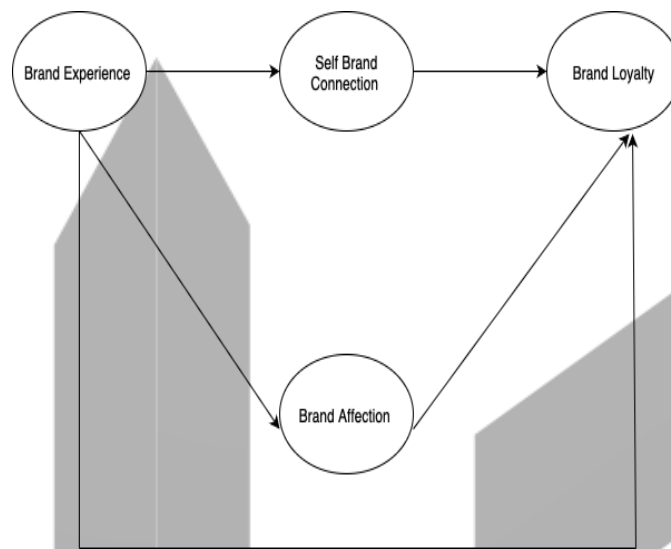 Brand Experience
Self Brand
Connection
Brand Loyalty
Brand Affection